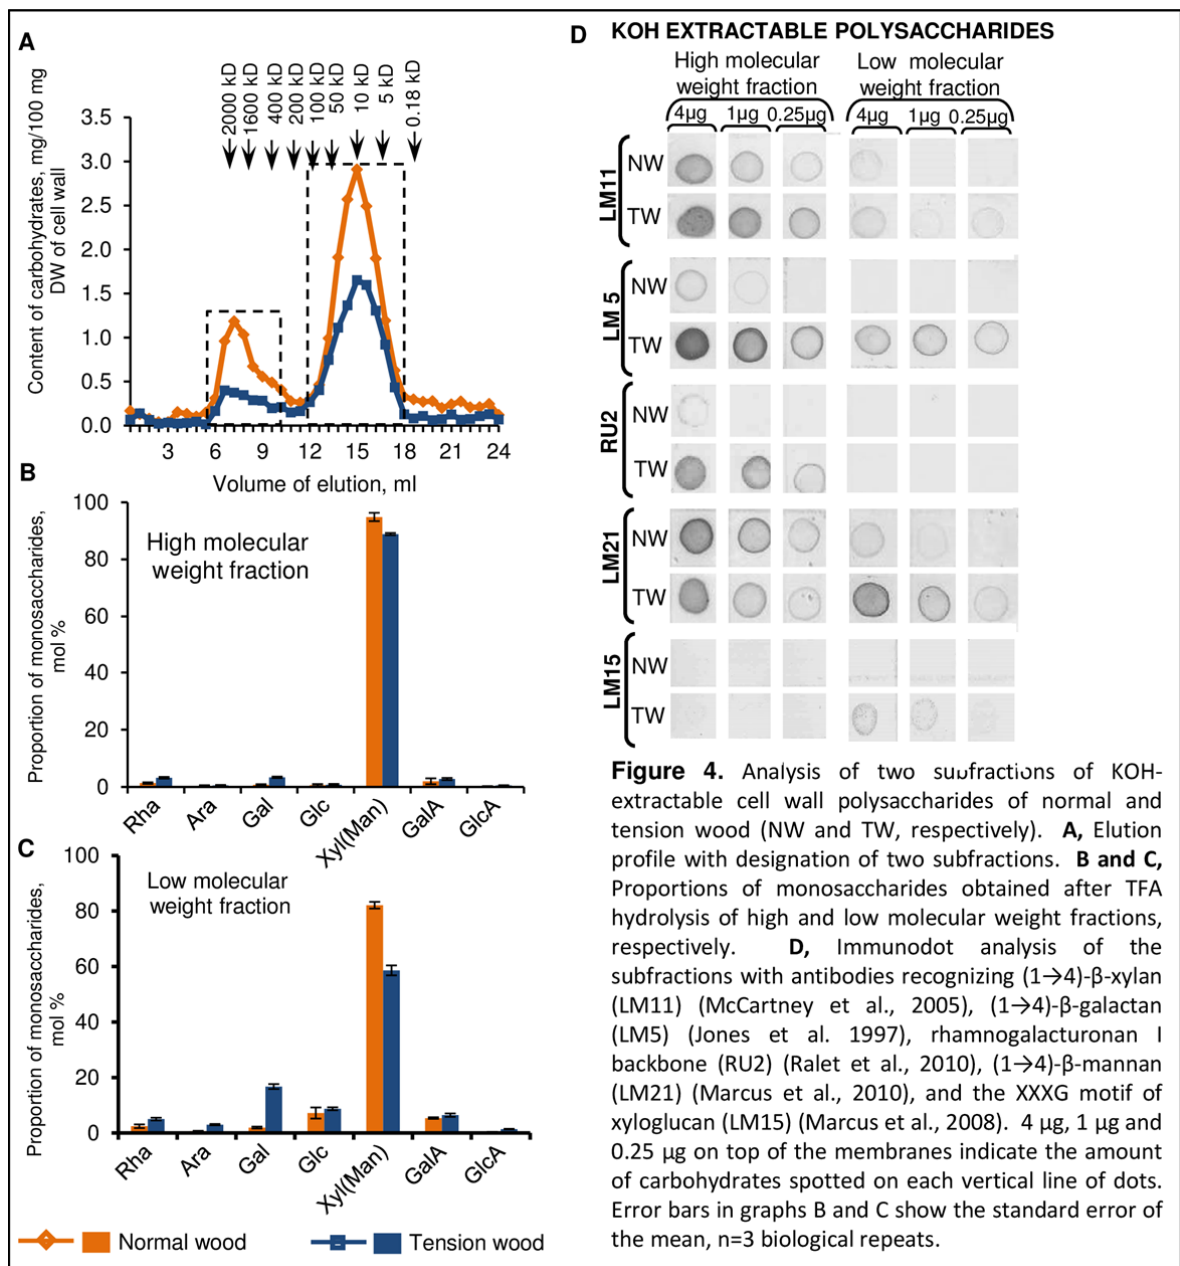 A
2000 kD
1600 kD
400 kD
200 kD
100 kD
50 kD
10 kD
5 kD
0.18 kD
Content of carbohydrates, mg/100 mg
DW of cell wall
3.5
3.0
2.5
2.0
1.5
1.0
0.5
0.0
3 6 9 12 15 18 21 24
Volume of elution, ml
B
Proportion of monosaccharides,
mol %
100
80
60
40
20
0
High molecular
weight fraction
Rha Ara Gal Glc Xyl(Man) GalA GlcA
C
Proportion of monosaccharides,
mol %
100
80
60
40
20
0
Low molecular
weight fraction
Rha Ara Gal Glc Xyl(Man) GalA GlcA
Normal wood Tension wood
D KOH EXTRACTABLE POLYSACCHARIDES
High molecular
weight fraction
Low molecular
weight fraction
4µg 1µg 0.25µg 4µg 1µg 0.25µg
LM11
NW
TW
LM 5
NW
TW
RU2
NW
TW
LM21
NW
TW
LM15
NW
TW
Figure 4. Analysis of two subfractions of KOH-
extractable cell wall polysaccharides of normal and
tension wood (NW and TW, respectively). A, Elution
profile with designation of two subfractions. B and C,
Proportions of monosaccharides obtained after TFA
hydrolysis of high and low molecular weight fractions,
respectively. D, Immunodot analysis of the
subfractions with antibodies recognizing (1→4)-β-xylan
(LM11) (McCartney et al., 2005), (1→4)-β-galactan
(LM5) (Jones et al. 1997), rhamnogalacturonan I
backbone (RU2) (Ralet et al., 2010), (1→4)-β-mannan
(LM21) (Marcus et al., 2010), and the XXXG motif of
xyloglucan (LM15) (Marcus et al., 2008). 4 µg, 1 µg and
0.25 µg on top of the membranes indicate the amount
of carbohydrates spotted on each vertical line of dots.
Error bars in graphs B and C show the standard error of
the mean, n=3 biological repeats.